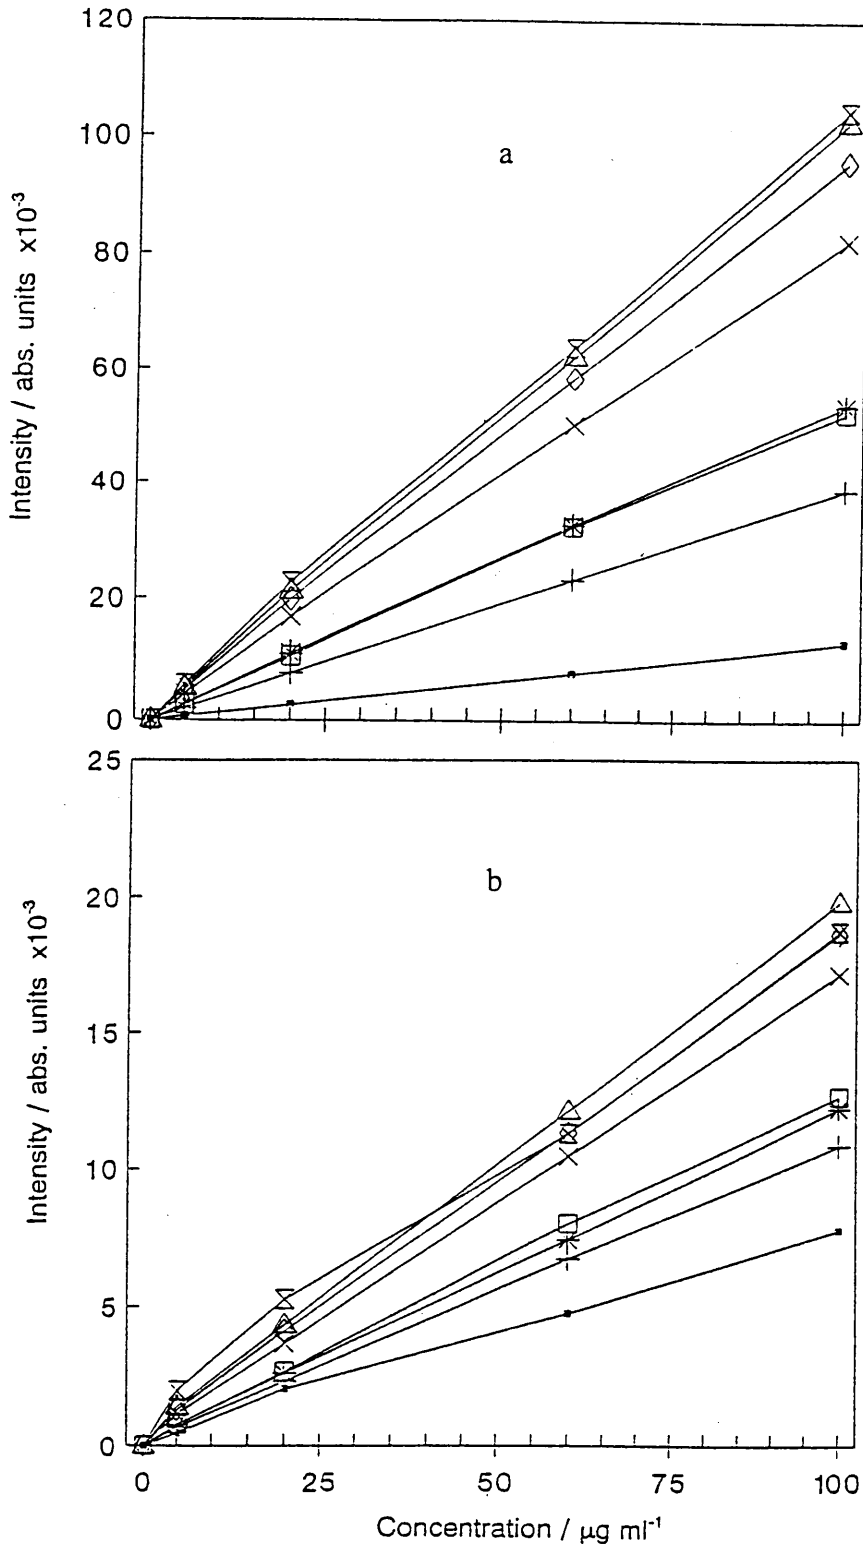 120
100
80
60
40
20
0
Intensity / abs. units x10⁻³
a
25
20
15
10
5
0
Intensity / abs. units x10⁻³
b
0 25 50 75 100
Concentration / µg ml⁻¹